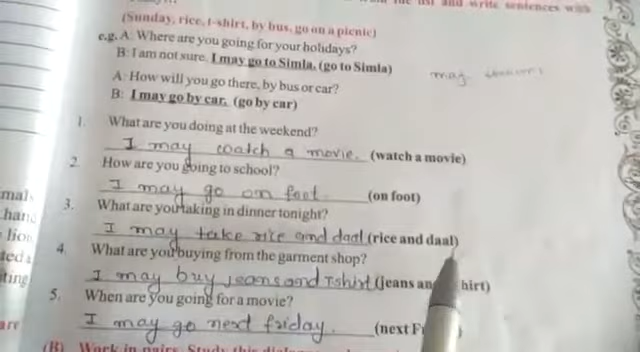 the list and write sentences with
(Sunday, rice, t-shirt, by bus, go on a picnic)
e.g. A: Where are you going for your holidays?
B: I am not sure. I may go to Simla. (go to Simla)
may
A: How will you go there, by bus or car?
B: I may go by car. (go by car)
1. What are you doing at the weekend?
I may watch a movie. (watch a movie)
2. How are you going to school?
I may go on foot. (on foot)
3. What are you taking in dinner tonight?
I may take rice and daal (rice and daal)
4. What are you buying from the garment shop?
I may buy jeans and Tshirt (jeans an hirt)
5. When are you going for a movie?
I may go next friday. (next F
(B) Work in pairs. Study this